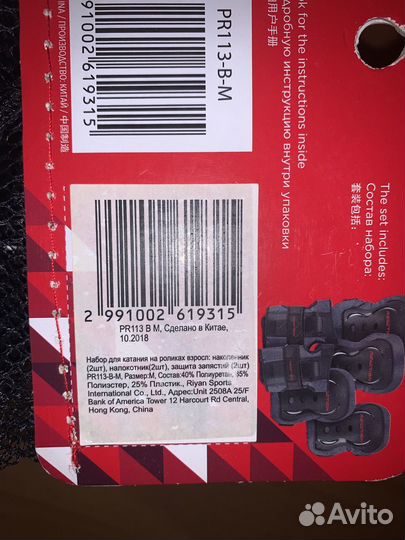 INA / ПРОИЗВОДСТВО: КИТАЙ / 中国制造
91002 619315
PR113-B-M
ok for the instructions inside
дробную инструкцию внутри упаковки
用户手册
The set includes:
Состав набора:
套装包括:
2 991002 619315
PR113 B M, Сделано в Китае,
10.2018
Набор для катания на роликах взросл: наколенник
(2шт), налокотник(2шт), защита запястий (2шт)
PR113-B-M, Размер:M, Состав:40% Полиуретан, 35%
Полиэстер, 25% Пластик., Riyan Sports
International Co., Ltd., Адрес:Unit 2508A 25/F
Bank of America Tower 12 Harcourt Rd Central,
Hong Kong, China
Avito